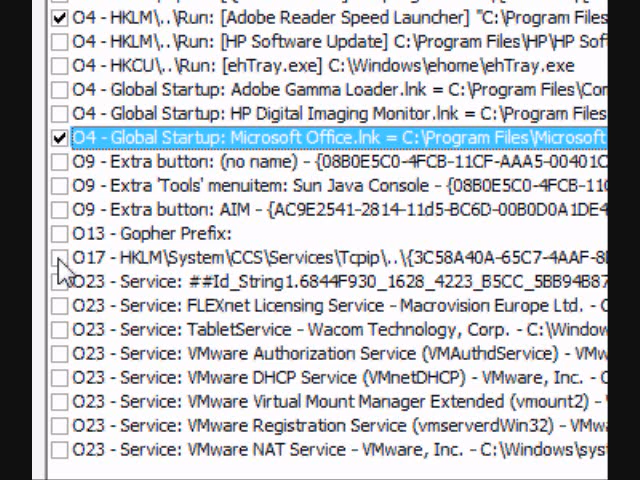 O4 - HKLM\..\Run: [Adobe Reader Speed Launcher] "C:\Program Files
O4 - HKLM\..\Run: [HP Software Update] C:\Program Files\HP\HP Sof
O4 - HKCU\..\Run: [ehTray.exe] C:\Windows\ehome\ehTray.exe
O4 - Global Startup: Adobe Gamma Loader.lnk = C:\Program Files\Com
O4 - Global Startup: HP Digital Imaging Monitor.lnk = C:\Program Files
O4 - Global Startup: Microsoft Office.lnk = C:\Program Files\Microsoft
O9 - Extra button: (no name) - {08B0E5C0-4FCB-11CF-AAA5-00401C
O9 - Extra 'Tools' menuitem: Sun Java Console - {08B0E5C0-4FCB-11C
O9 - Extra button: AIM - {AC9E2541-2814-11d5-BC6D-00B0D0A1DE4
O13 - Gopher Prefix:
O17 - HKLM\System\CCS\Services\Tcpip\..\{3C58A40A-65C7-4AAF-8
O23 - Service: ##Id_String1.6844F930_1628_4223_B5CC_5BB94B87
O23 - Service: FLEXnet Licensing Service - Macrovision Europe Ltd. - C
O23 - Service: TabletService - Wacom Technology, Corp. - C:\Window
O23 - Service: VMware Authorization Service (VMAuthdService) - VMw
O23 - Service: VMware DHCP Service (VMnetDHCP) - VMware, Inc. - C
O23 - Service: VMware Virtual Mount Manager Extended (vmount2) -
O23 - Service: VMware Registration Service (vmserverdWin32) - VMwa
O23 - Service: VMware NAT Service - VMware, Inc. - C:\Windows\sys